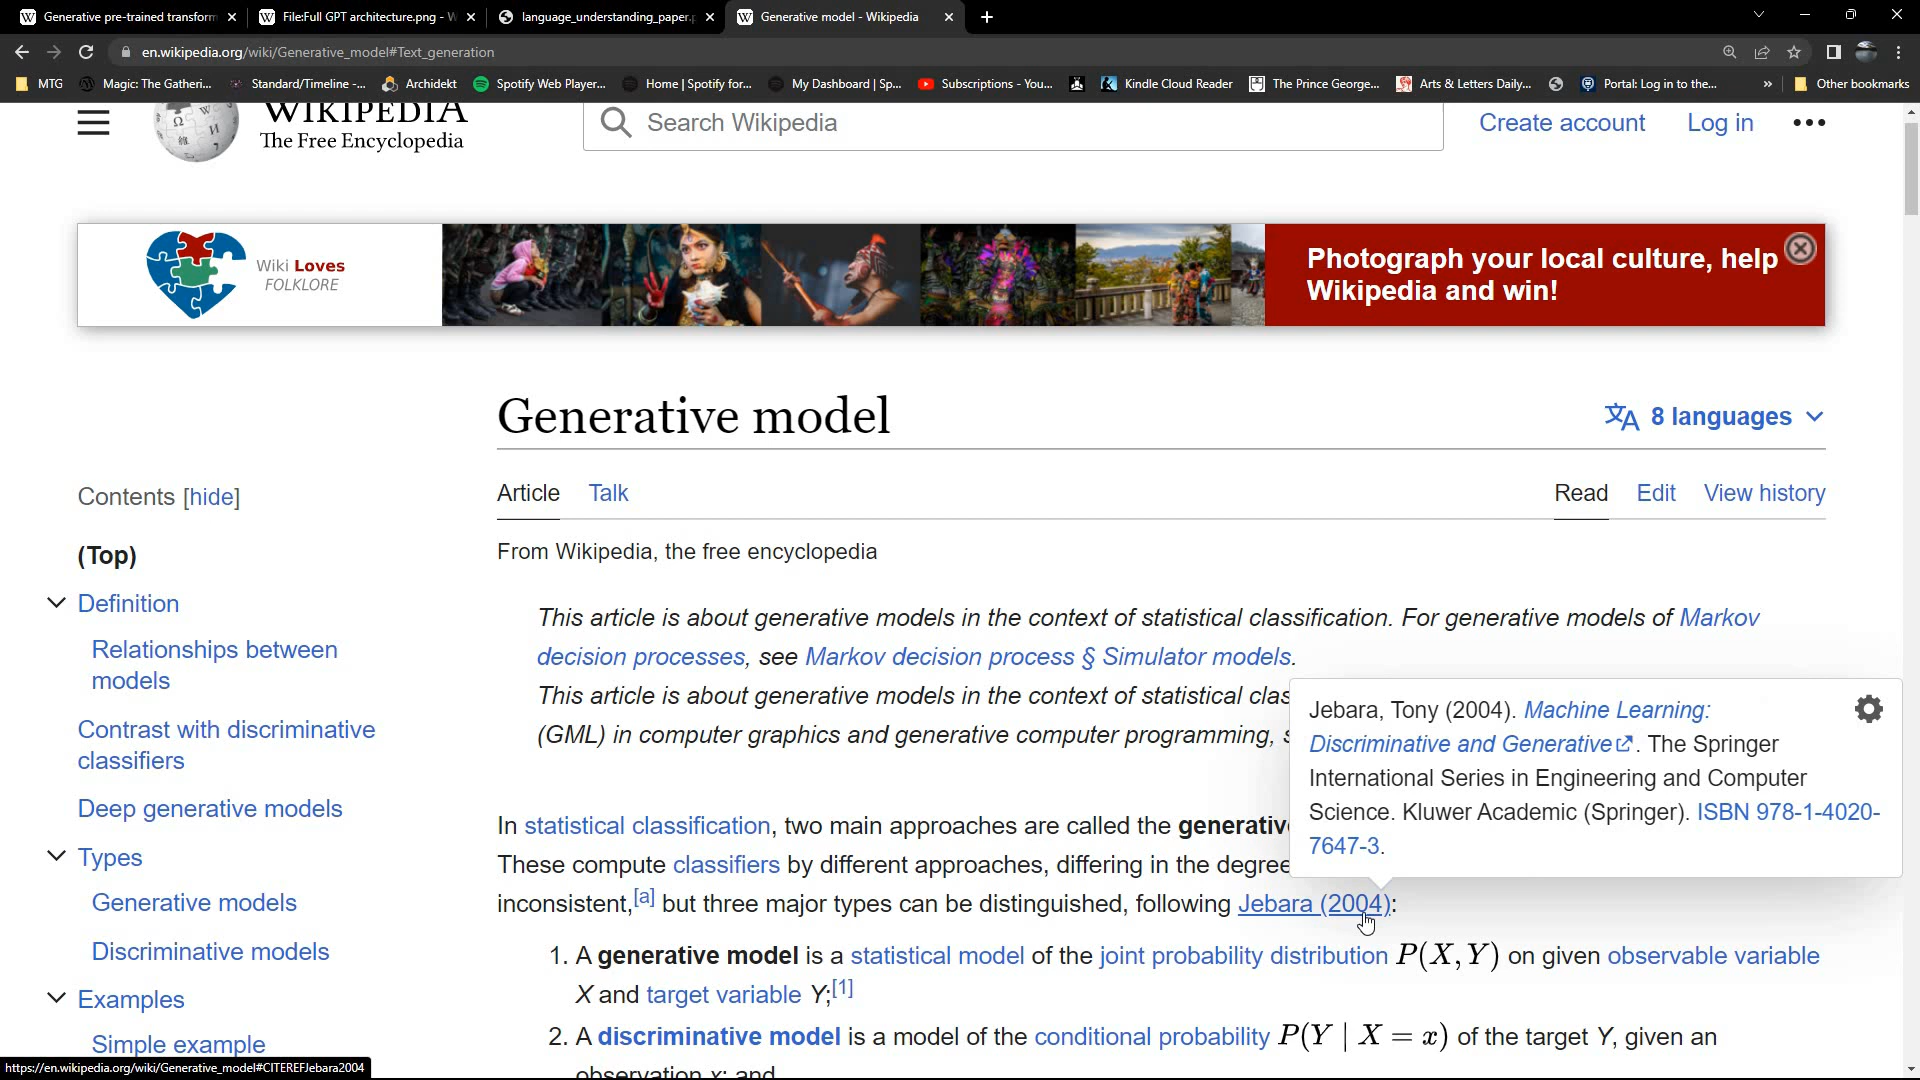 Generative pre-trained transform
File:Full GPT architecture.png - W
language_understanding_paper.p
Generative model - Wikipedia
en.wikipedia.org/wiki/Generative_model#Text_generation
MTG
Magic: The Gatheri...
Standard/Timeline -...
Archidekt
Spotify Web Player...
Home | Spotify for...
My Dashboard | Sp...
Subscriptions - You...
Kindle Cloud Reader
The Prince George...
Arts & Letters Daily...
Portal: Log in to the...
»
Other bookmarks
WIKIPEDIA
The Free Encyclopedia
Search Wikipedia
Create account
Log in
Wiki Loves
FOLKLORE
Photograph your local culture, help
Wikipedia and win!
Generative model
8 languages
Contents [hide]
Article
Talk
Read
Edit
View history
(Top)
From Wikipedia, the free encyclopedia
Definition
Relationships between
models
Contrast with discriminative
classifiers
Deep generative models
Types
Generative models
Discriminative models
Examples
Simple example
This article is about generative models in the context of statistical classification. For generative models of Markov
decision processes, see Markov decision process § Simulator models.
This article is about generative models in the context of statistical clas
(GML) in computer graphics and generative computer programming, s
Jebara, Tony (2004). Machine Learning:
Discriminative and Generative. The Springer
International Series in Engineering and Computer
Science. Kluwer Academic (Springer). ISBN 978-1-4020-
7647-3.
In statistical classification, two main approaches are called the generativ
These compute classifiers by different approaches, differing in the degree
inconsistent,[a] but three major types can be distinguished, following Jebara (2004):
1. A generative model is a statistical model of the joint probability distribution P(X, Y) on given observable variable
X and target variable Y;[1]
2. A discriminative model is a model of the conditional probability P(Y | X = x) of the target Y, given an
observation x; and
https://en.wikipedia.org/wiki/Generative_model#CITEREFJebara2004